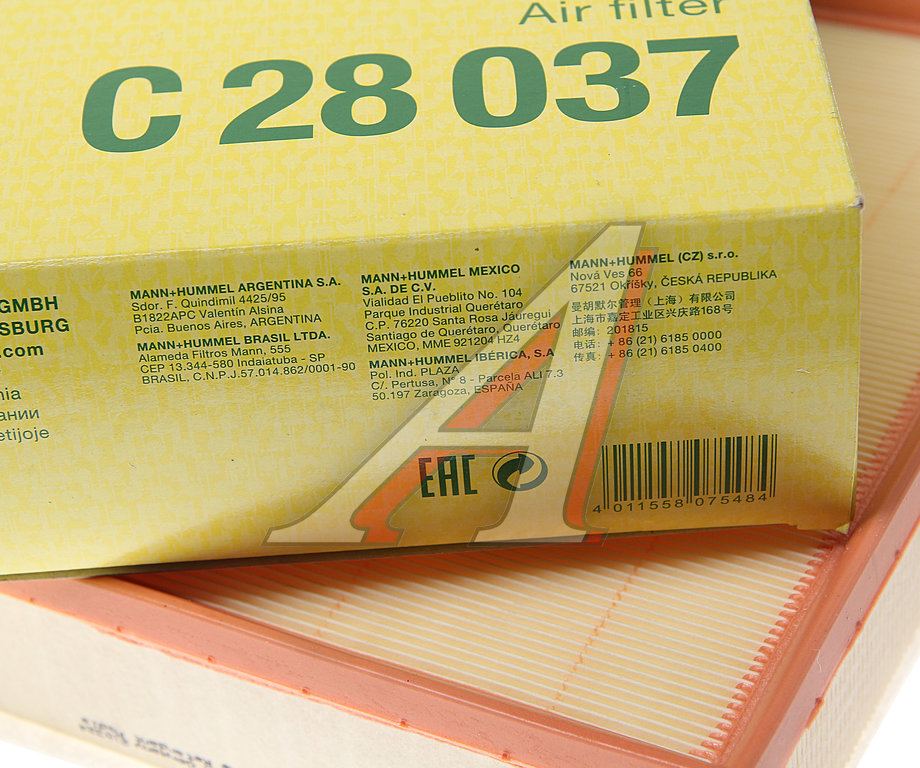 Air filter
C 28 037
GMBH
SBURG
.com
MANN+HUMMEL ARGENTINA S.A.
Sdor. F. Quindimil 4425/95
B1822APC Valentín Alsina
Pcia. Buenos Aires, ARGENTINA
MANN+HUMMEL BRASIL LTDA.
Alameda Filtros Mann, 555
CEP 13.344-580 Indaiatuba - SP
BRASIL, C.N.P.J.57.014.862/0001-90
MANN+HUMMEL MEXICO
S.A. DE C.V.
Vialidad El Pueblito No. 104
Parque Industrial Querétaro
C.P. 76220 Santa Rosa Jáuregui
Santiago de Querétaro, Querétaro
MEXICO, MME 921204 HZ4
MANN+HUMMEL IBÉRICA, S.A
Pol. Ind. PLAZA
C/. Pertusa, Nº 8 - Parcela ALI 7.3
50.197 Zaragoza, ESPAÑA
MANN+HUMMEL (CZ) s.r.o.
Nová Ves 66
67521 Okříšky, ČESKÁ REPUBLIKA
曼胡默尔管理（上海）有限公司
上海市嘉定工业区兴庆路168号
邮编: 201815
电话: + 86 (21) 6185 0000
传真: + 86 (21) 6185 0400
nia
ании
etijoje
EAC
4 011558 075484